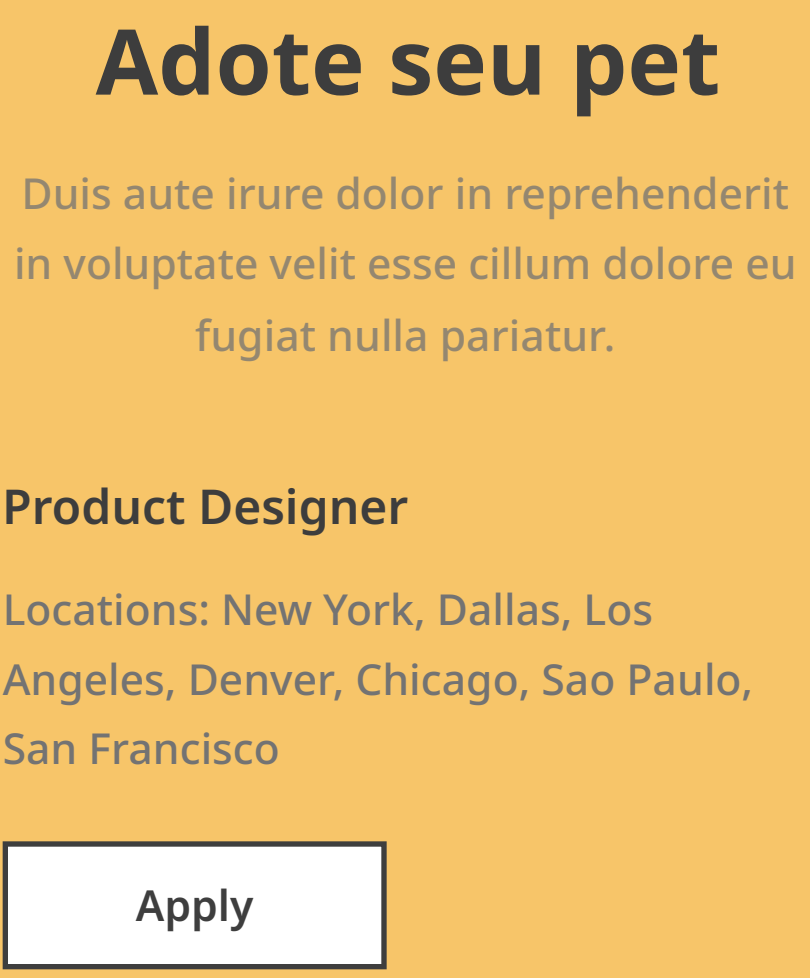 Adote seu pet
Duis aute irure dolor in reprehenderit
in voluptate velit esse cillum dolore eu
fugiat nulla pariatur.
Product Designer
Locations: New York, Dallas, Los
Angeles, Denver, Chicago, Sao Paulo,
San Francisco
Apply